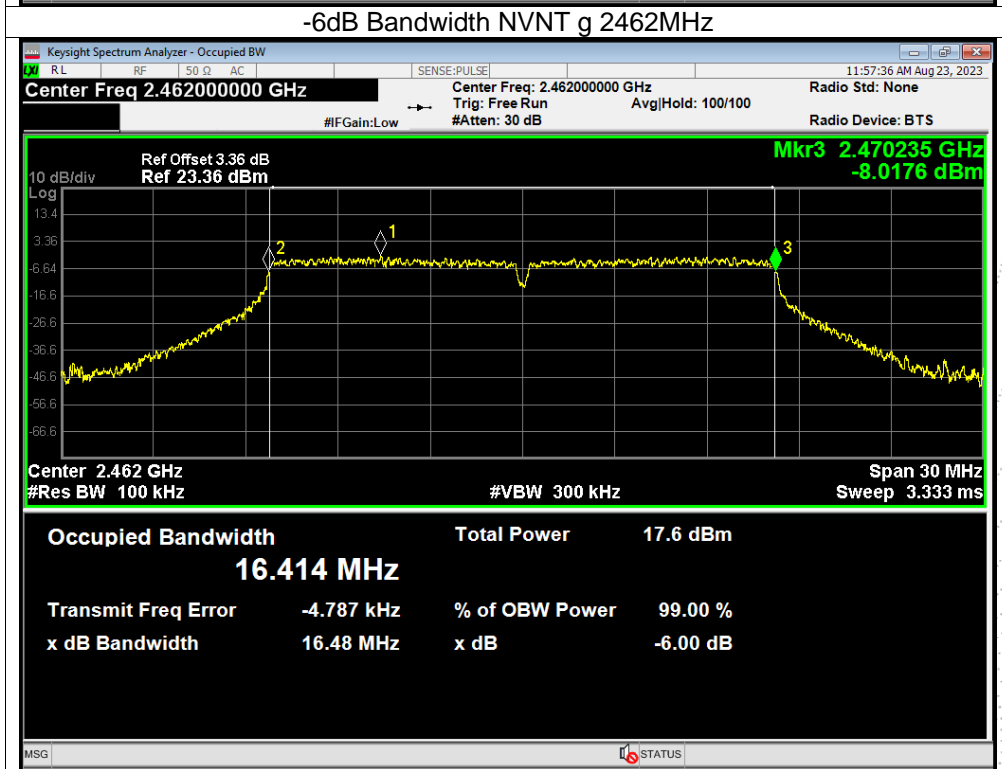 -6dB Bandwidth NVNT g 2462MHz
Keysight Spectrum Analyzer - Occupied BW
LXI RL RF 50 Ω AC SENSE:PULSE 11:57:36 AM Aug 23, 2023
Center Freq 2.462000000 GHz Center Freq: 2.462000000 GHz Radio Std: None
Trig: Free Run Avg|Hold: 100/100
#IFGain:Low #Atten: 30 dB Radio Device: BTS
Ref Offset 3.36 dB Mkr3 2.470235 GHz
10 dB/div Ref 23.36 dBm -8.0176 dBm
Log
13.4
3.36
-6.64
-16.6
-26.6
-36.6
-46.6
-56.6
-66.6
1
2
3
Center 2.462 GHz Span 30 MHz
#Res BW 100 kHz #VBW 300 kHz Sweep 3.333 ms
Occupied Bandwidth Total Power 17.6 dBm
16.414 MHz
Transmit Freq Error -4.787 kHz % of OBW Power 99.00 %
x dB Bandwidth 16.48 MHz x dB -6.00 dB
MSG STATUS